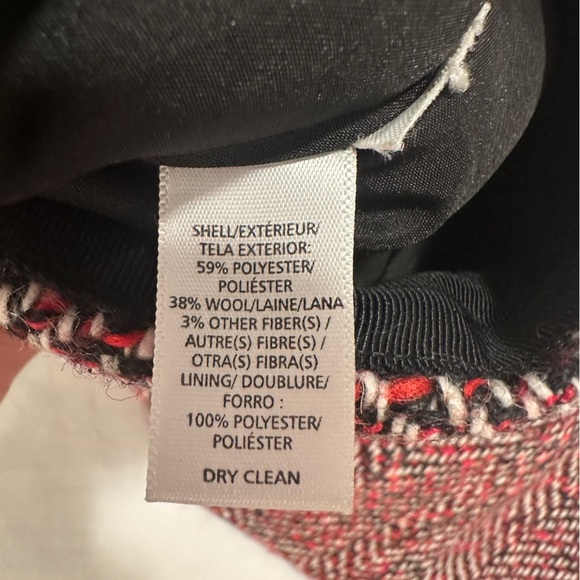 SHELL/EXTÉRIEUR/
TELA EXTERIOR:
59% POLYESTER/
POLIÉSTER
38% WOOL/LAINE/LANA
3% OTHER FIBER(S) /
AUTRE(S) FIBRE(S) /
OTRA(S) FIBRA(S)
LINING/ DOUBLURE/
FORRO :
100% POLYESTER/
POLIÉSTER
DRY CLEAN